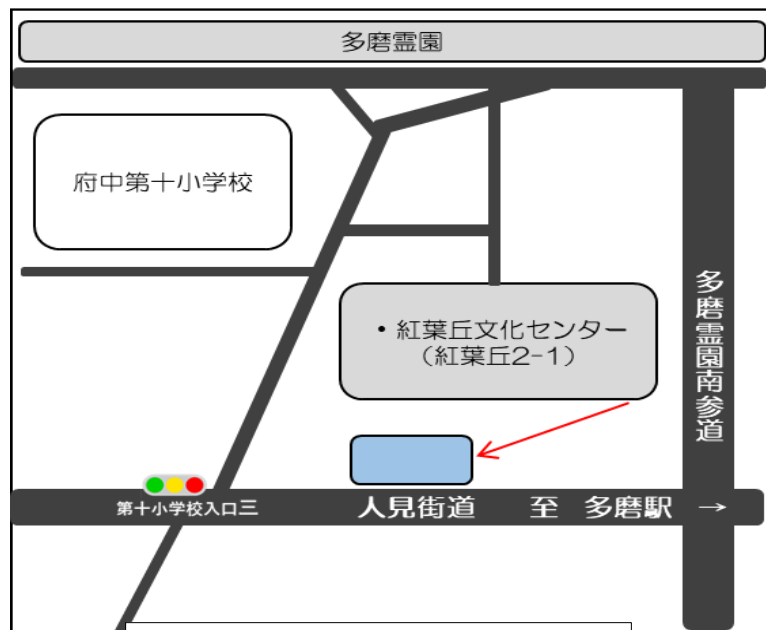 多磨霊園
府中第十小学校
・紅葉丘文化センター
（紅葉丘2-1）
多磨霊園南参道
第十小学校入口三
人見街道　至　多磨駅　→